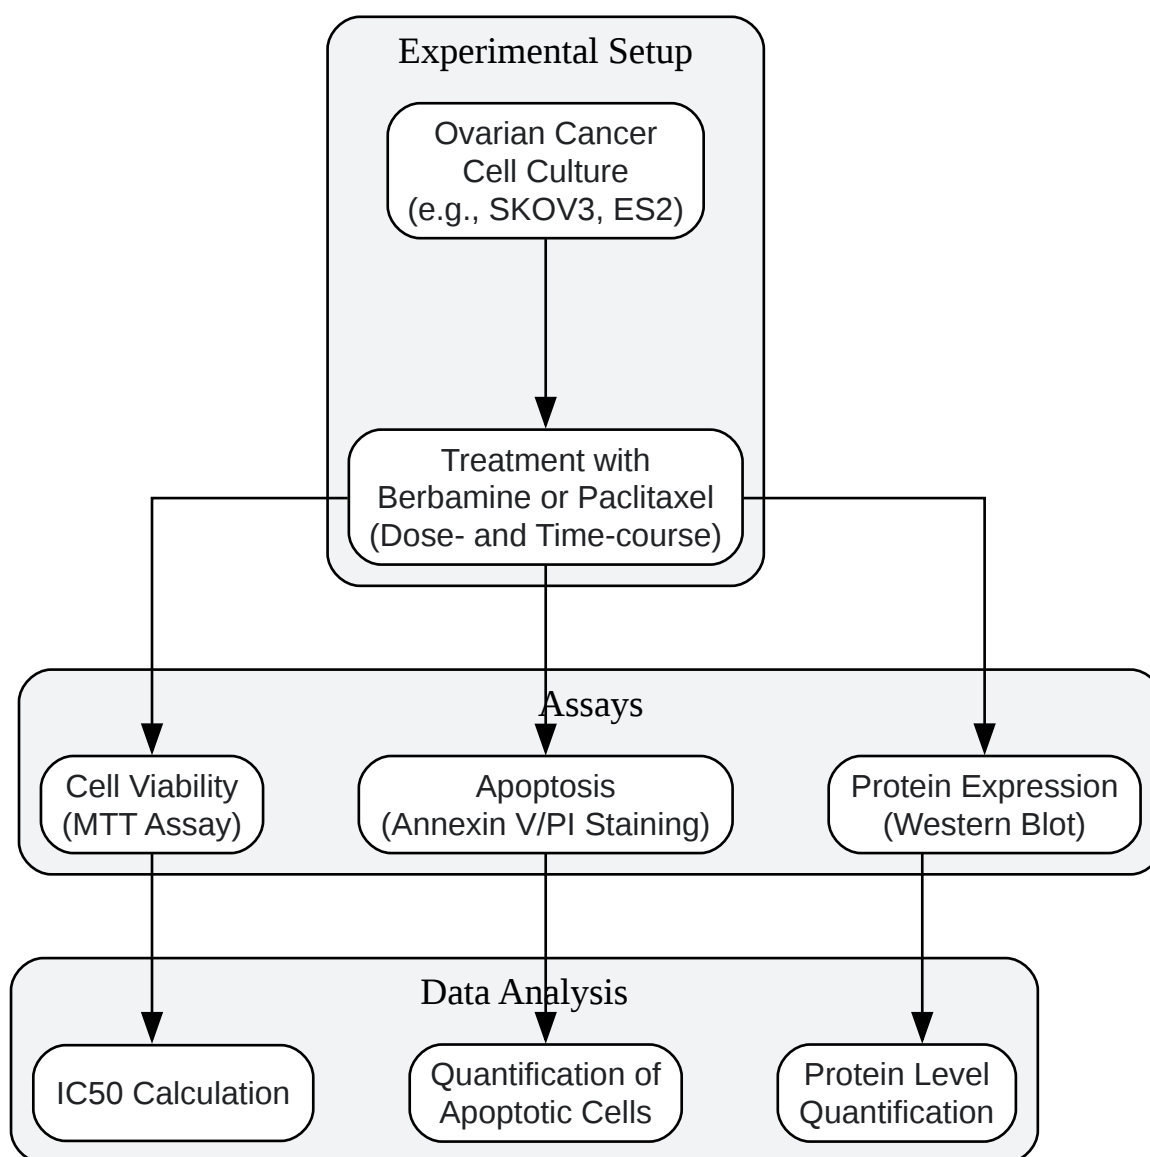 Experimental Setup
Ovarian Cancer
Cell Culture
(e.g., SKOV3, ES2)
Treatment with
Berbamine or Paclitaxel
(Dose- and Time-course)
Assays
Cell Viability
(MTT Assay)
Apoptosis
(Annexin V/PI Staining)
Protein Expression
(Western Blot)
Data Analysis
IC50 Calculation
Quantification of
Apoptotic Cells
Protein Level
Quantification